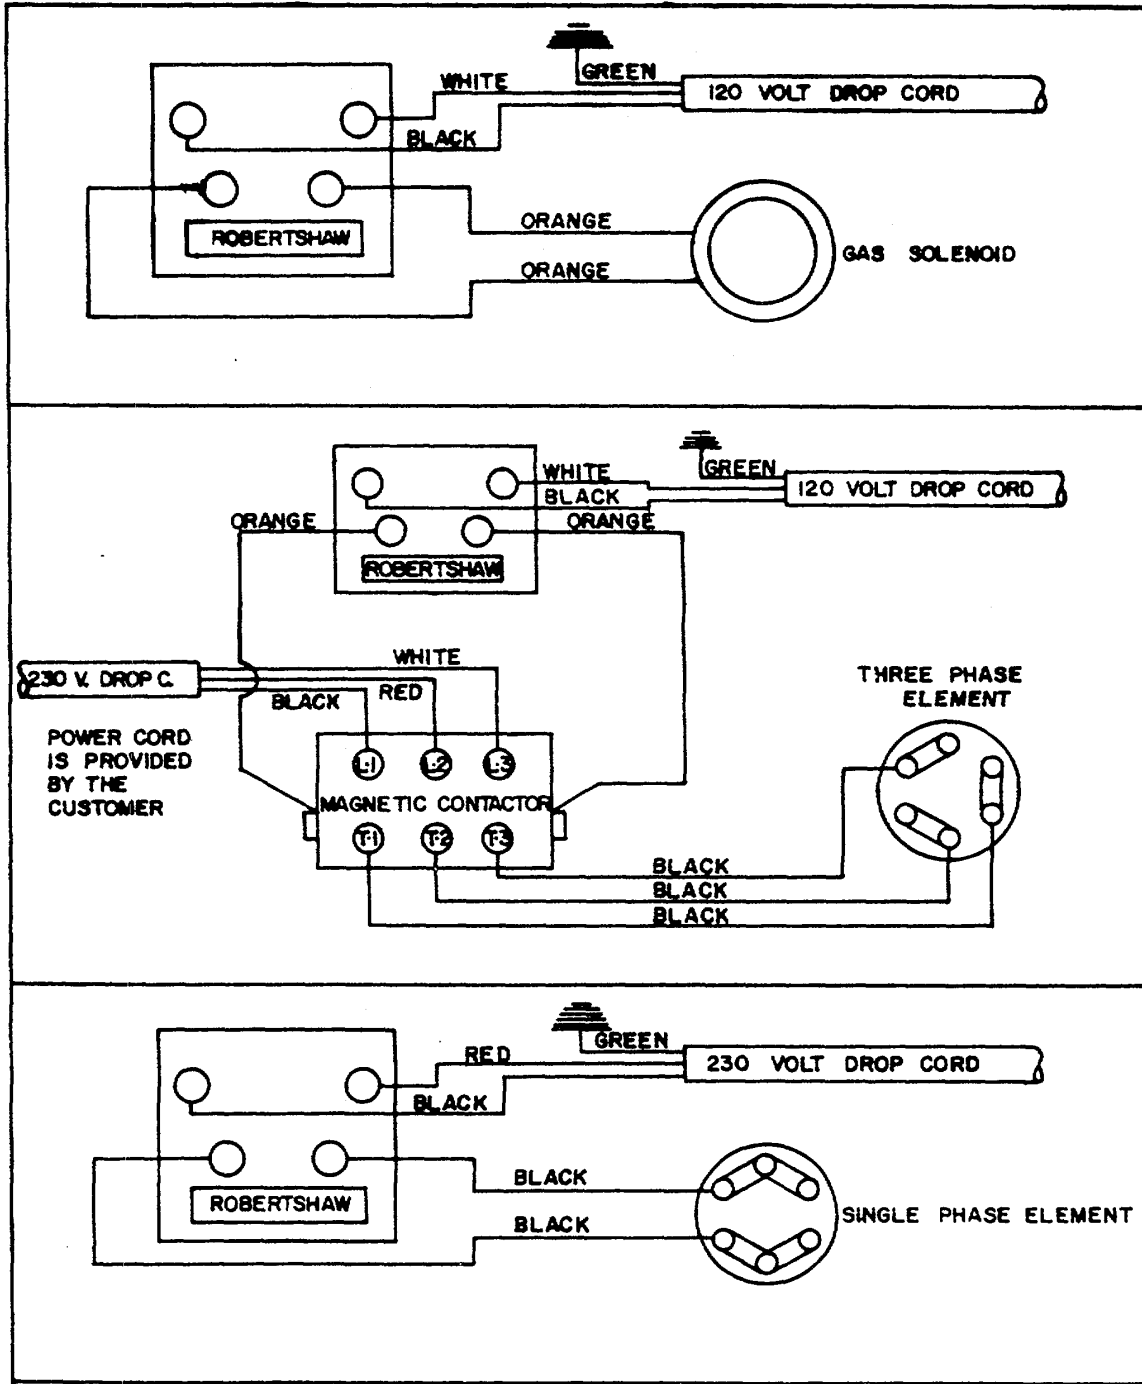 GREEN
WHITE
120 VOLT DROP CORD
BLACK
ORANGE
ROBERTSHAW
GAS SOLENOID
ORANGE
GREEN
WHITE
120 VOLT DROP CORD
BLACK
ORANGE
ORANGE
ROBERTSHAW
WHITE
230 V. DROP C.
RED
BLACK
THREE PHASE
ELEMENT
POWER CORD
IS PROVIDED
BY THE
CUSTOMER
L-1 L-2 L-3
MAGNETIC CONTACTOR
T-1 T-2 T-3
BLACK
BLACK
BLACK
GREEN
RED
230 VOLT DROP CORD
BLACK
BLACK
ROBERTSHAW
SINGLE PHASE ELEMENT
BLACK